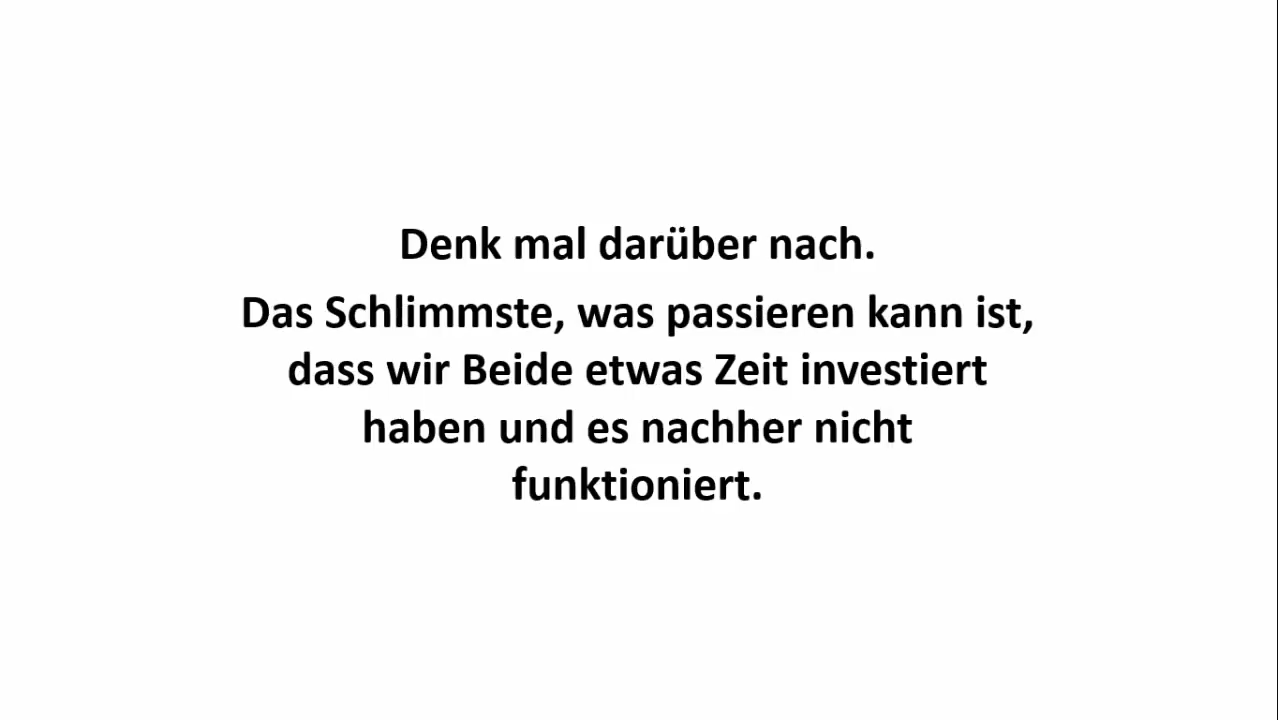 Denk mal darüber nach.
Das Schlimmste, was passieren kann ist,
dass wir Beide etwas Zeit investiert
haben und es nachher nicht
funktioniert.